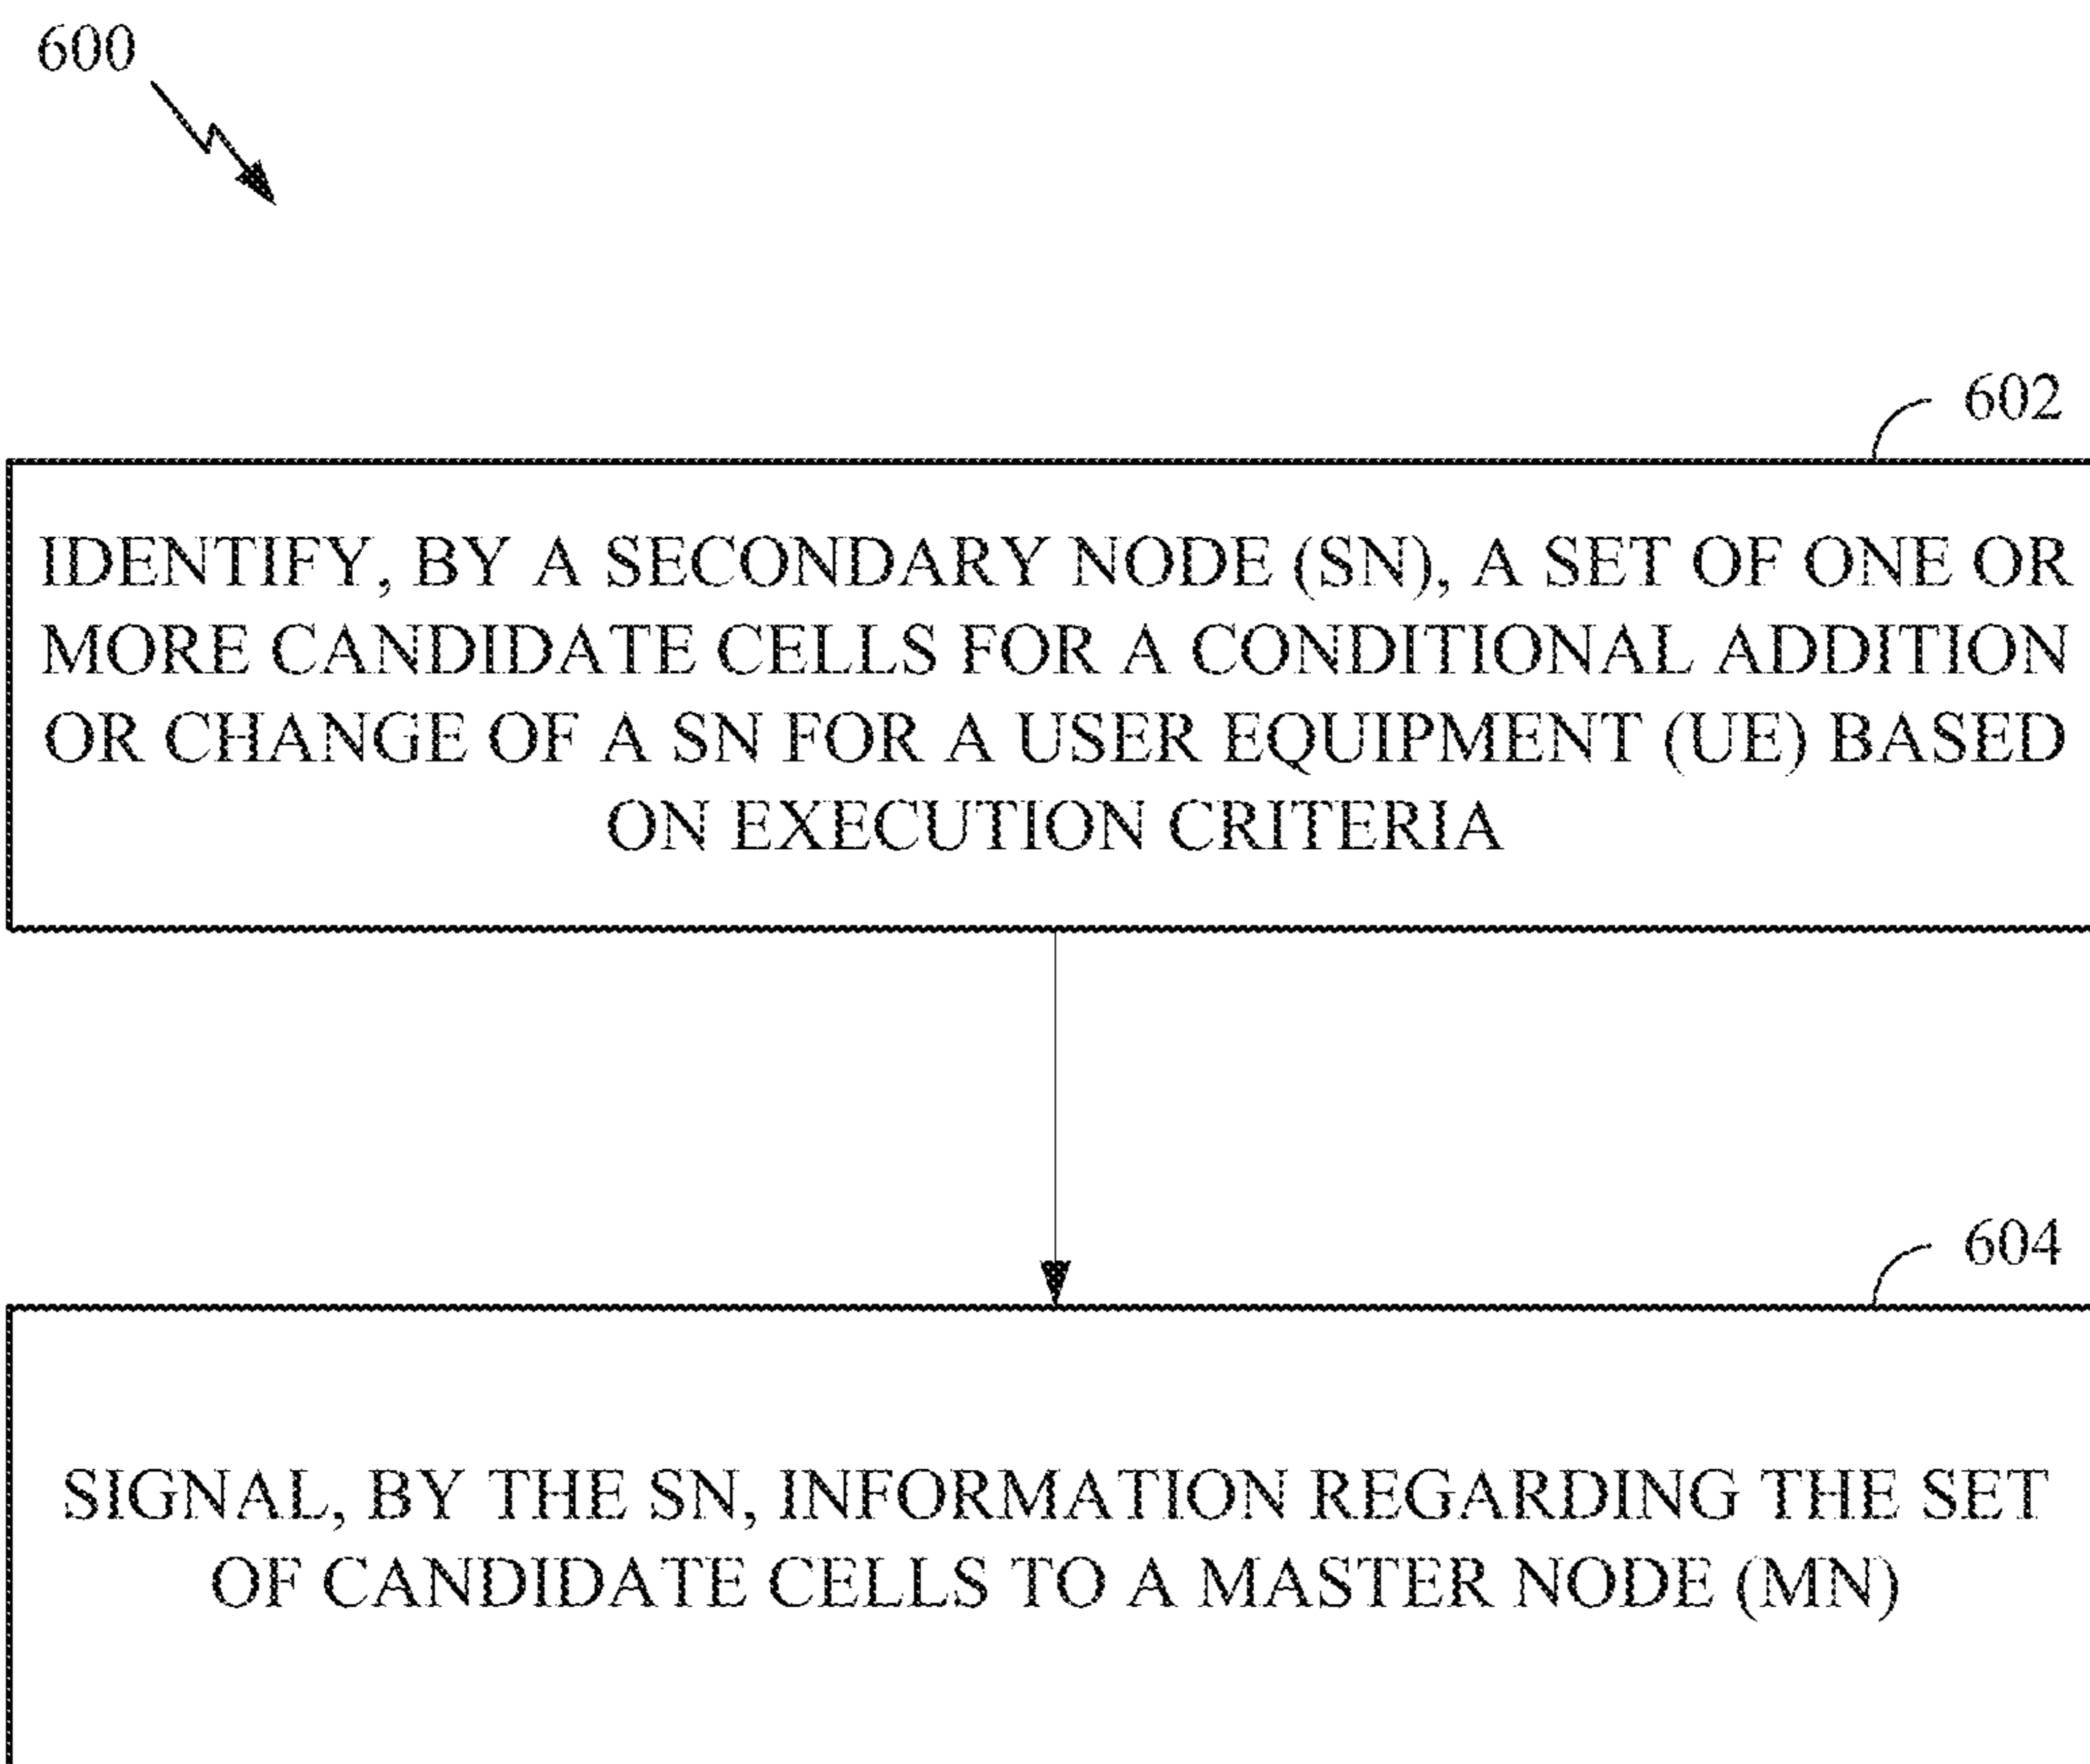 600
602
IDENTIFY, BY A SECONDARY NODE (SN), A SET OF ONE OR
MORE CANDIDATE CELLS FOR A CONDITIONAL ADDITION
OR CHANGE OF A SN FOR A USER EQUIPMENT (UE) BASED
ON EXECUTION CRITERIA
604
SIGNAL, BY THE SN, INFORMATION REGARDING THE SET
OF CANDIDATE CELLS TO A MASTER NODE (MN)